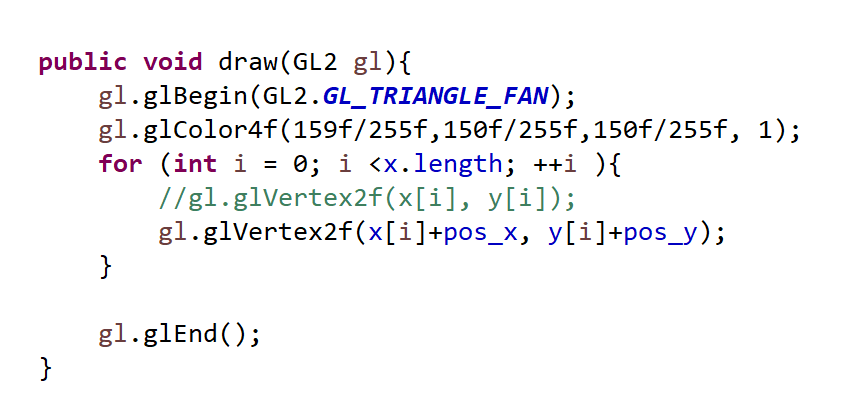 public void draw(GL2 gl){
    gl.glBegin(GL2.GL_TRIANGLE_FAN);
    gl.glColor4f(159f/255f,150f/255f,150f/255f, 1);
    for (int i = 0; i <x.length; ++i ){
        //gl.glVertex2f(x[i], y[i]);
        gl.glVertex2f(x[i]+pos_x, y[i]+pos_y);
    }

    gl.glEnd();
}